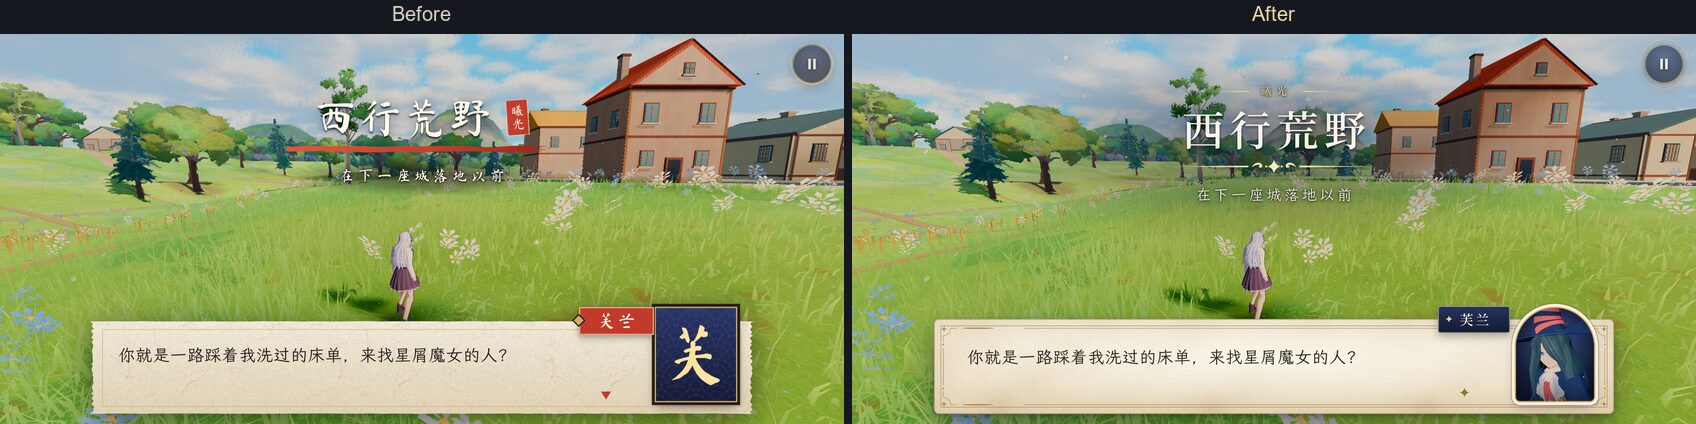 Before
西行荒野
曦光
在下一座城落地以前
芙兰
芙
你就是一路踩着我洗过的床单，来找星屑魔女的人？
After
曦光
西行荒野
在下一座城落地以前
芙兰
你就是一路踩着我洗过的床单，来找星屑魔女的人？